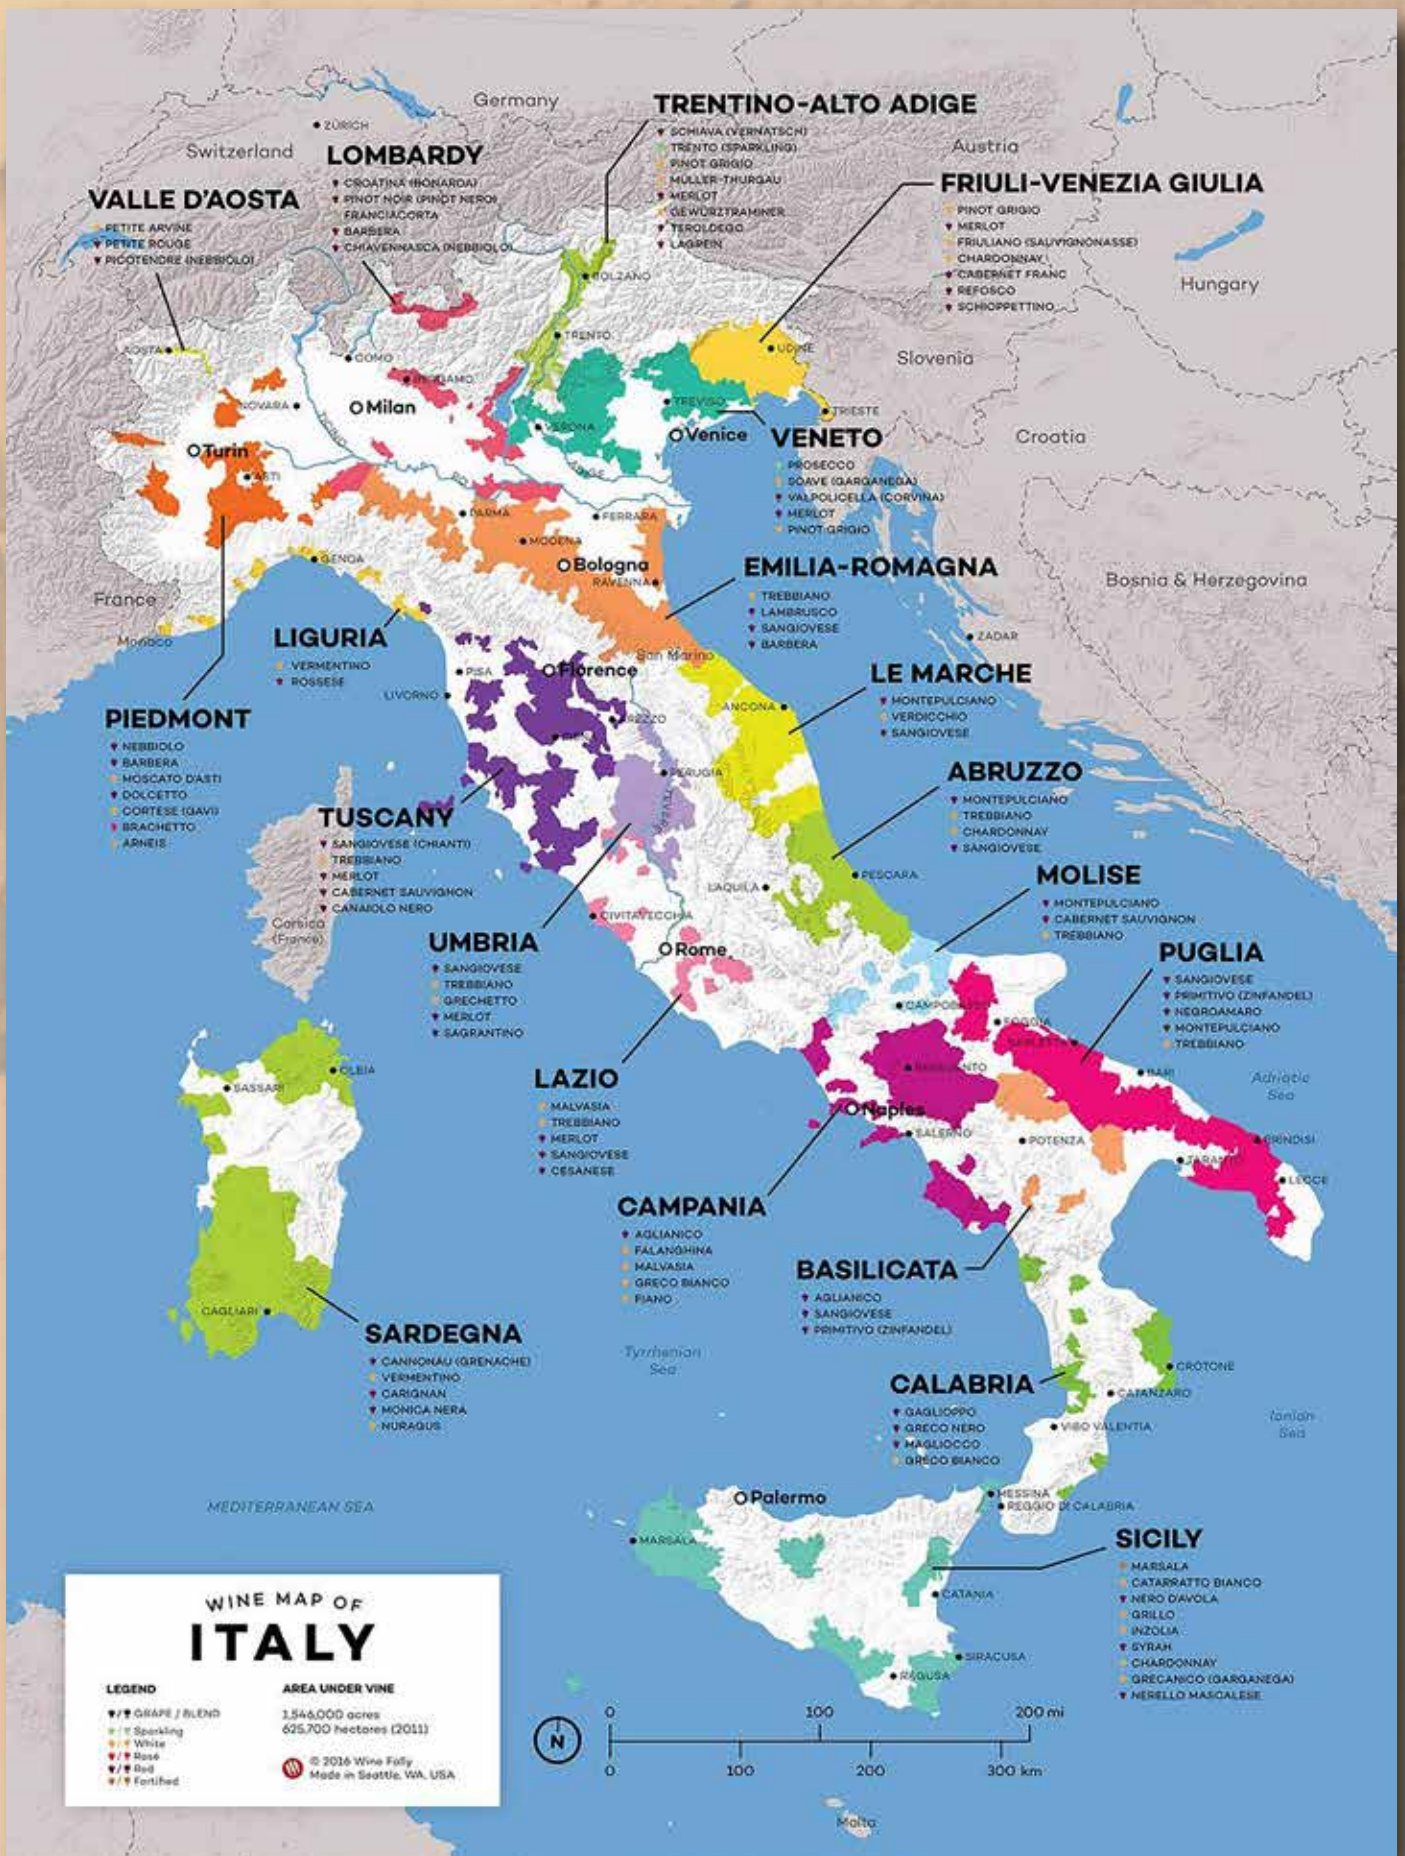 Germany
ZÜRICH
Switzerland
Austria
Hungary
Slovenia
Croatia
Bosnia & Herzegovina
ZADAR
France
Monaco
Corsica
(France)
San Marino
Malta
TRENTINO-ALTO ADIGE
SCHIAVA (VERNATSCH)
TRENTO (SPARKLING)
PINOT GRIGIO
MÜLLER-THURGAU
MERLOT
GEWÜRZTRAMINER
TEROLDEGO
LAGREIN
LOMBARDY
CROATINA (BONARDA)
PINOT NOIR (PINOT NERO)
FRANCIACORTA
BARBERA
CHIAVENNASCA (NEBBIOLO)
VALLE D'AOSTA
PETITE ARVINE
PETITE ROUGE
PICOTENDRE (NEBBIOLO)
FRIULI-VENEZIA GIULIA
PINOT GRIGIO
MERLOT
FRIULIANO (SAUVIGNONASSE)
CHARDONNAY
CABERNET FRANC
REFOSCO
SCHIOPPETTINO
BOLZANO
TRENTO
UDINE
TRIESTE
AOSTA
COMO
NOVARA
Milan
TREVISO
VERONA
Venice
Turin
ASTI
TICINO
PO
ADIGE
PARMA
FERRARA
MODENA
Bologna
RAVENNA
GENOA
VENETO
PROSECCO
SOAVE (GARGANEGA)
VALPOLICELLA (CORVINA)
MERLOT
PINOT GRIGIO
EMILIA-ROMAGNA
TREBBIANO
LAMBRUSCO
SANGIOVESE
BARBERA
LIGURIA
VERMENTINO
ROSSESE
PISA
Florence
LIVORNO
ANCONA
PERUGIA
LE MARCHE
MONTEPULCIANO
VERDICCHIO
SANGIOVESE
PIEDMONT
NEBBIOLO
BARBERA
MOSCATO D'ASTI
DOLCETTO
CORTESE (GAVI)
BRACHETTO
ARNEIS
ABRUZZO
MONTEPULCIANO
TREBBIANO
CHARDONNAY
SANGIOVESE
TUSCANY
SANGIOVESE (CHIANTI)
TREBBIANO
MERLOT
CABERNET SAUVIGNON
CANAIOLO NERO
PESCARA
L'AQUILA
MOLISE
MONTEPULCIANO
CABERNET SAUVIGNON
TREBBIANO
CIVITAVECCHIA
Rome
UMBRIA
SANGIOVESE
TREBBIANO
GRECHETTO
MERLOT
SAGRANTINO
PUGLIA
SANGIOVESE
PRIMITIVO (ZINFANDEL)
NEGROAMARO
MONTEPULCIANO
TREBBIANO
CAMPOBASSO
FOGGIA
BARLETTA
BARI
Adriatic
Sea
LAZIO
MALVASIA
TREBBIANO
MERLOT
SANGIOVESE
CESANESE
OLBIA
SASSARI
BENEVENTO
Naples
SALERNO
POTENZA
BRINDISI
TARANTO
LECCE
CAMPANIA
AGLIANICO
FALANGHINA
MALVASIA
GRECO BIANCO
FIANO
BASILICATA
AGLIANICO
SANGIOVESE
PRIMITIVO (ZINFANDEL)
CAGLIARI
SARDEGNA
CANNONAU (GRENACHE)
VERMENTINO
CARIGNAN
MONICA NERA
NURAGUS
Tyrrhenian
Sea
CALABRIA
GAGLIOPPO
GRECO NERO
MAGLIOCCO
GRECO BIANCO
CROTONE
CATANZARO
VIBO VALENTIA
Ionian
Sea
MEDITERRANEAN SEA
Palermo
MESSINA
REGGIO DI CALABRIA
MARSALA
CATANIA
SIRACUSA
RAGUSA
SICILY
MARSALA
CATARRATTO BIANCO
NERO D'AVOLA
GRILLO
INZOLIA
SYRAH
CHARDONNAY
GRECANICO (GARGANEGA)
NERELLO MASCALESE
WINE MAP OF
ITALY
LEGEND
GRAPE / BLEND
Sparkling
White
Rosé
Red
Fortified
AREA UNDER VINE
1,546,000 acres
625,700 hectares (2011)
© 2016 Wine Folly
Made in Seattle, WA, USA
N
0 100 200 mi
0 100 200 300 km